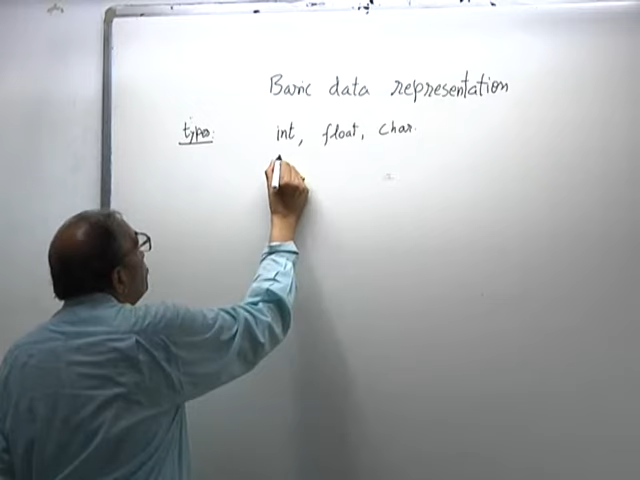 Basic data representation
types: int, float, char.